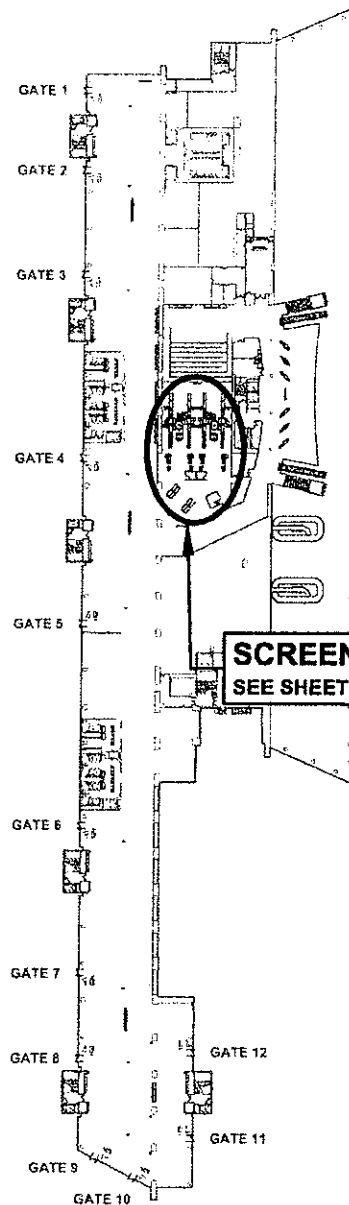 GATE 1
GATE 2
GATE 3
GATE 4
GATE 5
SCREEN
SEE SHEET
GATE 6
GATE 7
GATE 8
GATE 12
GATE 11
GATE 9
GATE 10